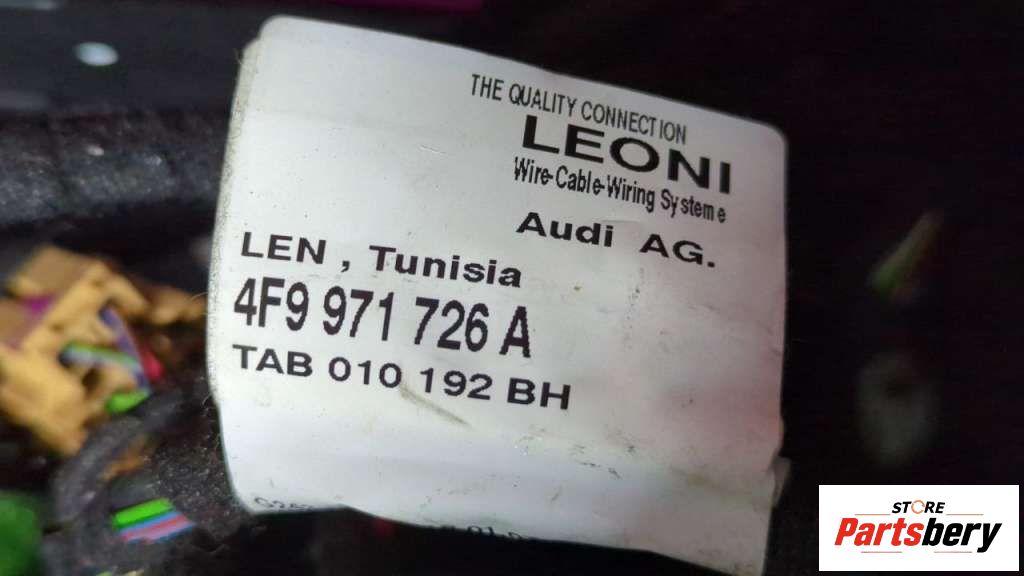 THE QUALITY CONNECTION
LEONI
Wire-Cable-Wiring Systeme
Audi AG.
LEN , Tunisia
4F9 971 726 A
TAB 010 192 BH
STORE
Partsbery